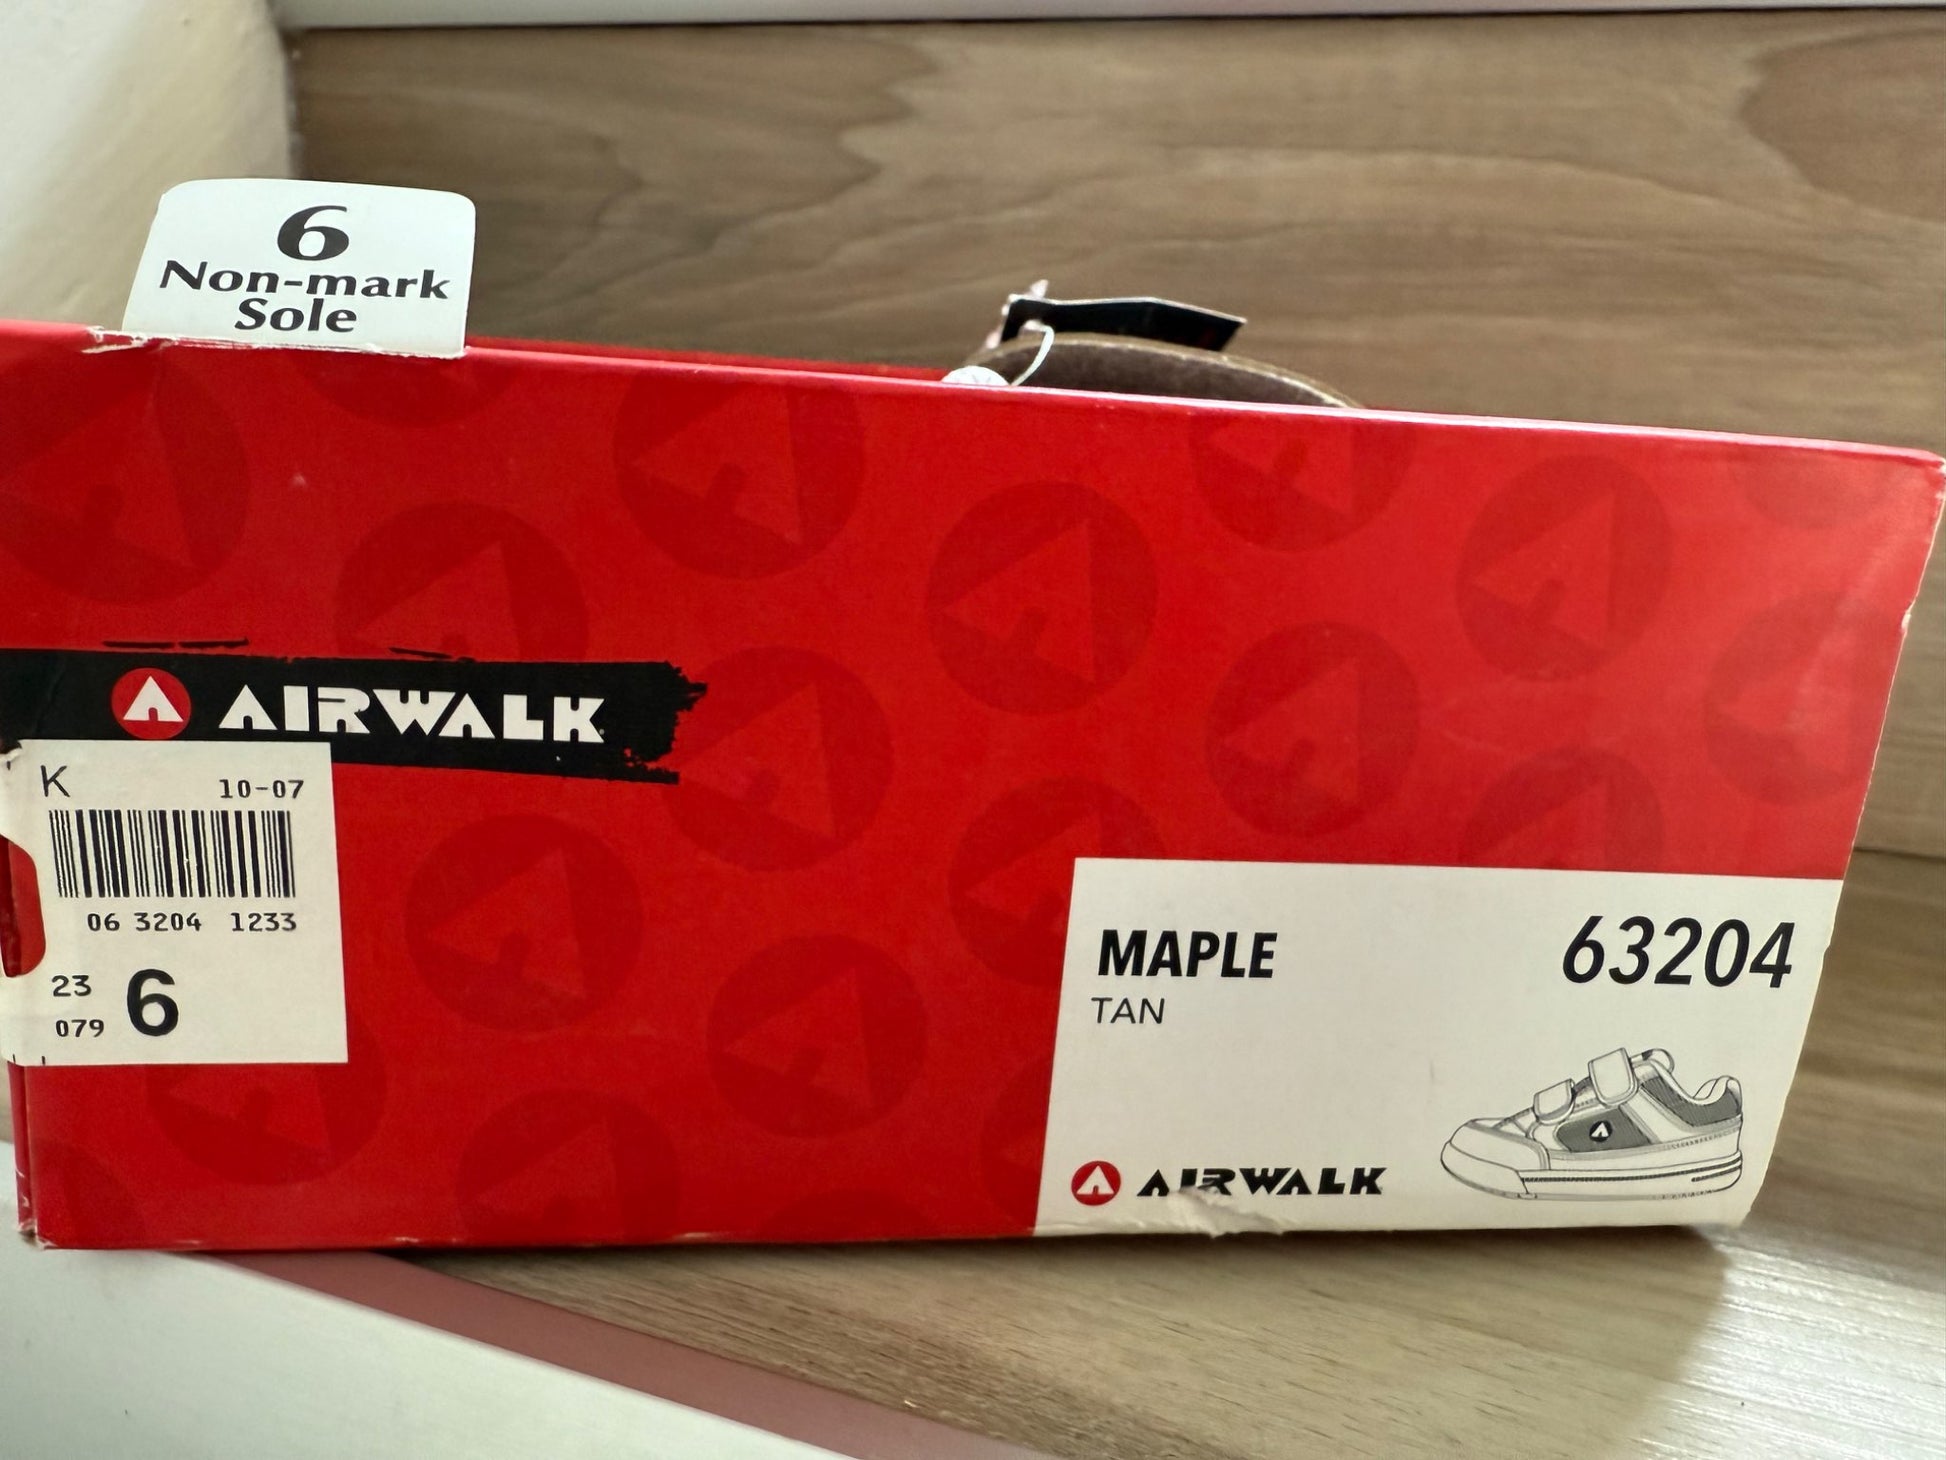 6
Non-mark
Sole
AIRWALK
K 10-07
06 3204 1233
23
079 6
MAPLE 63204
TAN
AIRWALK